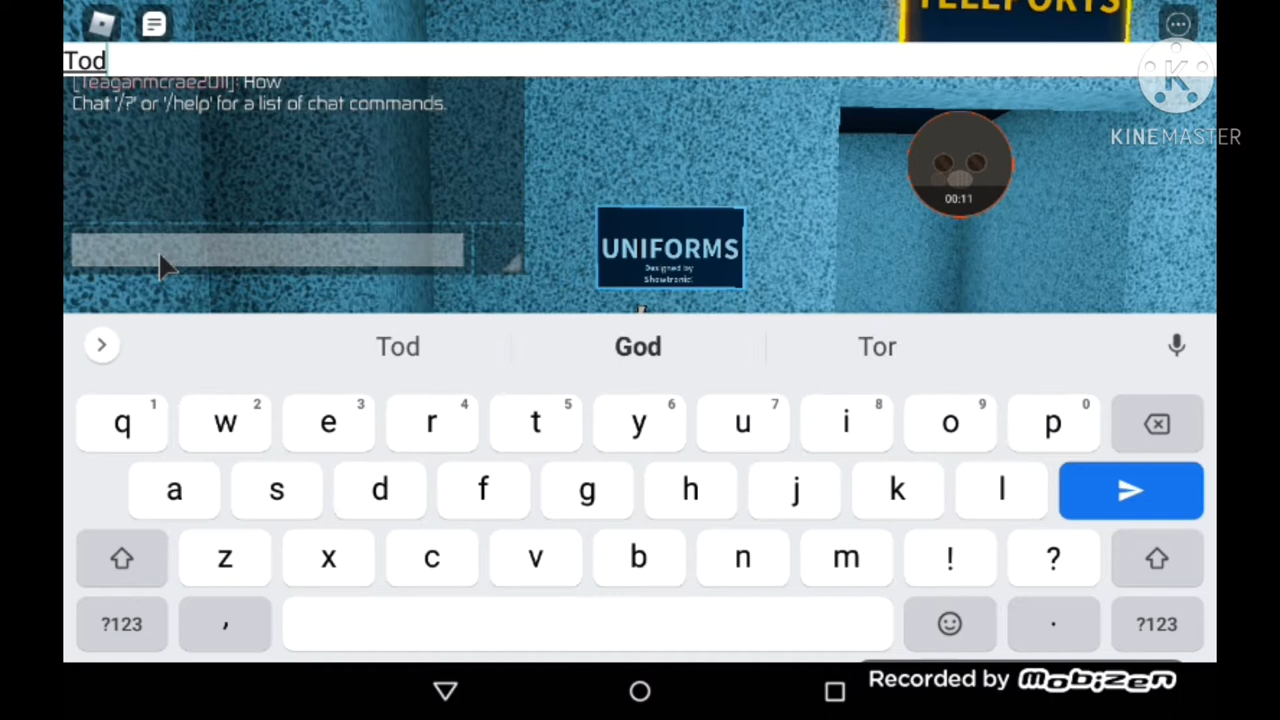 TELEPORTS
Tod
[Teaganmcrae2011]: How
Chat '/?' or '/help' for a list of chat commands.
KINEMASTER
00:11
UNIFORMS
Designed by
Showtronic!
Tod God Tor
q 1 w 2 e 3 r 4 t 5 y 6 u 7 i 8 o 9 p 0
a s d f g h j k l
z x c v b n m ! ?
?123 , . ?123
Recorded by mobizen